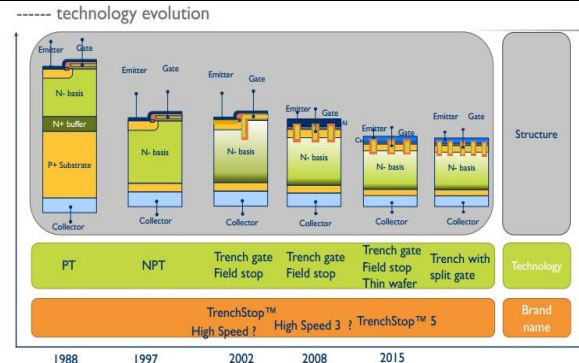 ------ technology evolution
Emitter Gate
N- basis
N+ buffer
P+ Substrate
Collector
Emitter Gate
N- basis
Collector
Emitter Gate
N- basis
Collector
Emitter Gate
Al
N- basis
Collector
Emitter Gate
Cu
N- basis
Collector
Emitter Gate
N- basis
Collector
Structure
PT
NPT
Trench gate
Field stop
Trench gate
Field stop
Trench gate
Field stop
Thin wafer
Trench with
split gate
Technology
TrenchStop™
High Speed ?
High Speed 3 ?
TrenchStop™ 5
Brand
name
1988 1997 2002 2008 2015